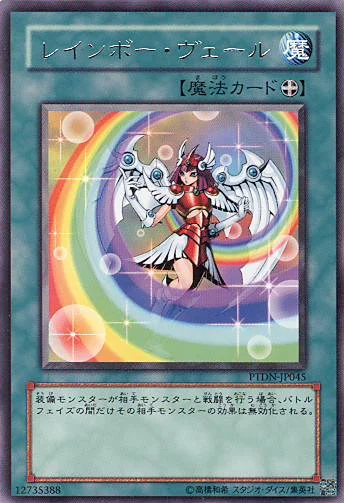 レインボー・ヴェール
魔
【魔法カード】
PTDN-JP045
装備モンスターが相手モンスターと戦闘を行う場合、バトル
フェイズの間だけその相手モンスターの効果は無効化される。
12735388
©高橋和希 スタジオ・ダイス/集英社